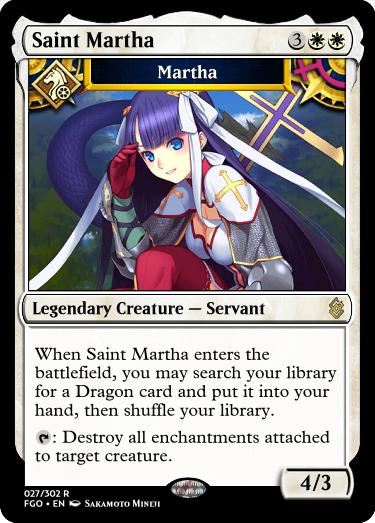 Saint Martha 3
Martha
Legendary Creature — Servant
When Saint Martha enters the
battlefield, you may search your library
for a Dragon card and put it into your
hand, then shuffle your library.
: Destroy all enchantments attached
to target creature.
4/3
027/302 R
FGO • EN Sakamoto Mineji